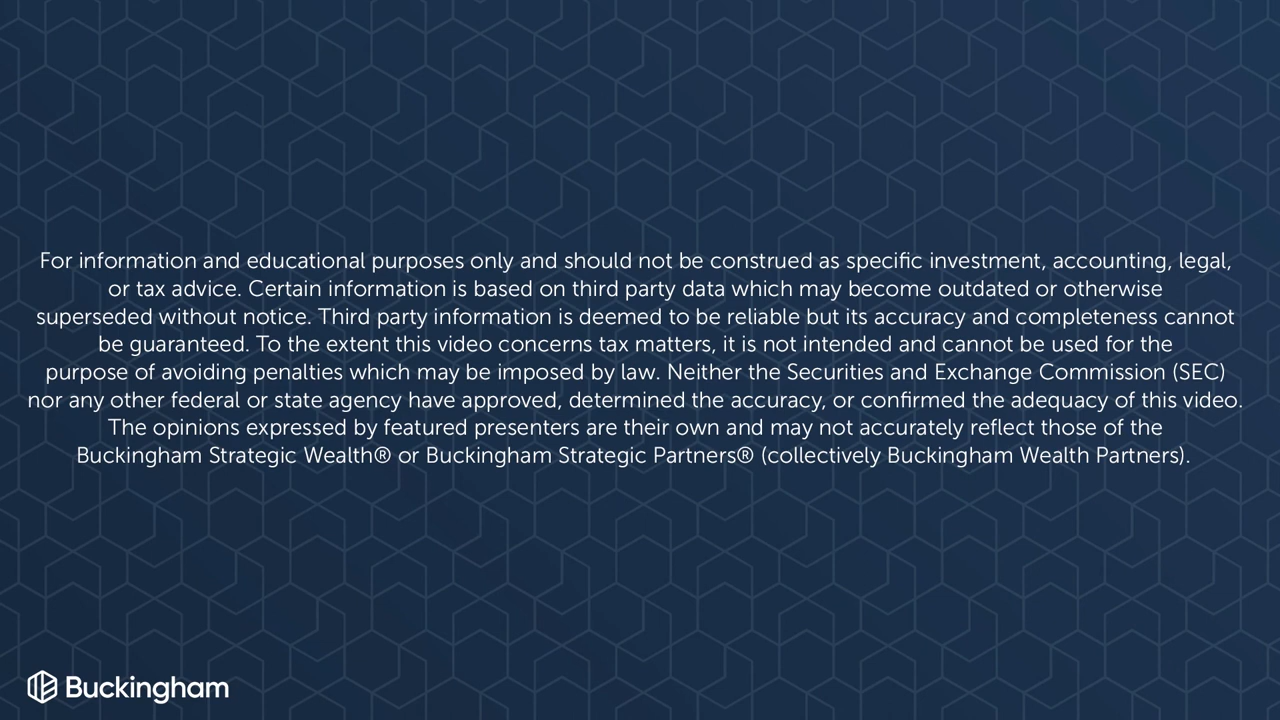 For information and educational purposes only and should not be construed as specific investment, accounting, legal,
or tax advice. Certain information is based on third party data which may become outdated or otherwise
superseded without notice. Third party information is deemed to be reliable but its accuracy and completeness cannot
be guaranteed. To the extent this video concerns tax matters, it is not intended and cannot be used for the
purpose of avoiding penalties which may be imposed by law. Neither the Securities and Exchange Commission (SEC)
nor any other federal or state agency have approved, determined the accuracy, or confirmed the adequacy of this video.
The opinions expressed by featured presenters are their own and may not accurately reflect those of the
Buckingham Strategic Wealth® or Buckingham Strategic Partners® (collectively Buckingham Wealth Partners).
Buckingham